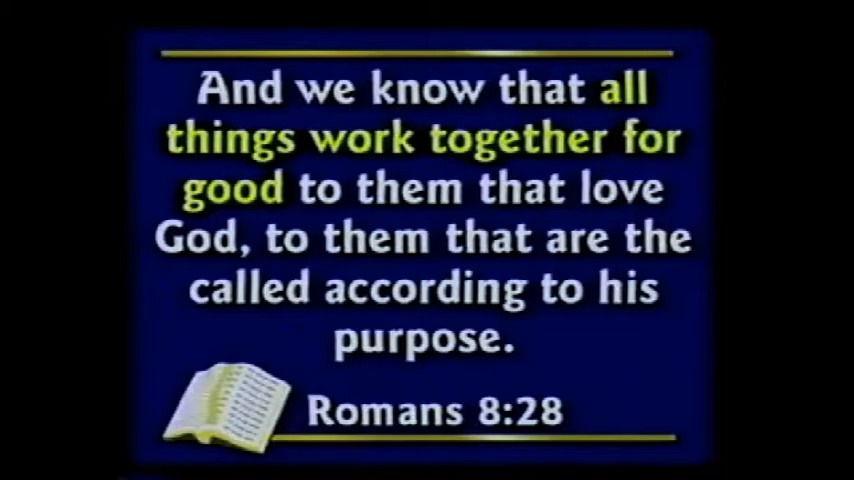 And we know that all
things work together for
good to them that love
God, to them that are the
called according to his
purpose.
Romans 8:28